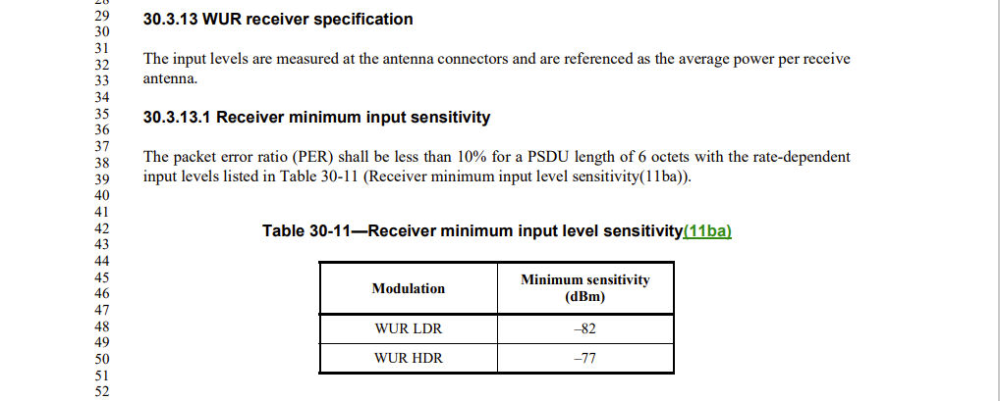 28
29
30.3.13 WUR receiver specification
30
31
The input levels are measured at the antenna connectors and are referenced as the average power per receive
32
33
antenna.
34
35
30.3.13.1 Receiver minimum input sensitivity
36
37
The packet error ratio (PER) shall be less than 10% for a PSDU length of 6 octets with the rate-dependent
38
39
input levels listed in Table 30-11 (Receiver minimum input level sensitivity(11ba)).
40
41
42
Table 30-11—Receiver minimum input level sensitivity(11ba)
43
44
45
Modulation
Minimum sensitivity
(dBm)
46
47
48
WUR LDR
–82
49
50
WUR HDR
–77
51
52